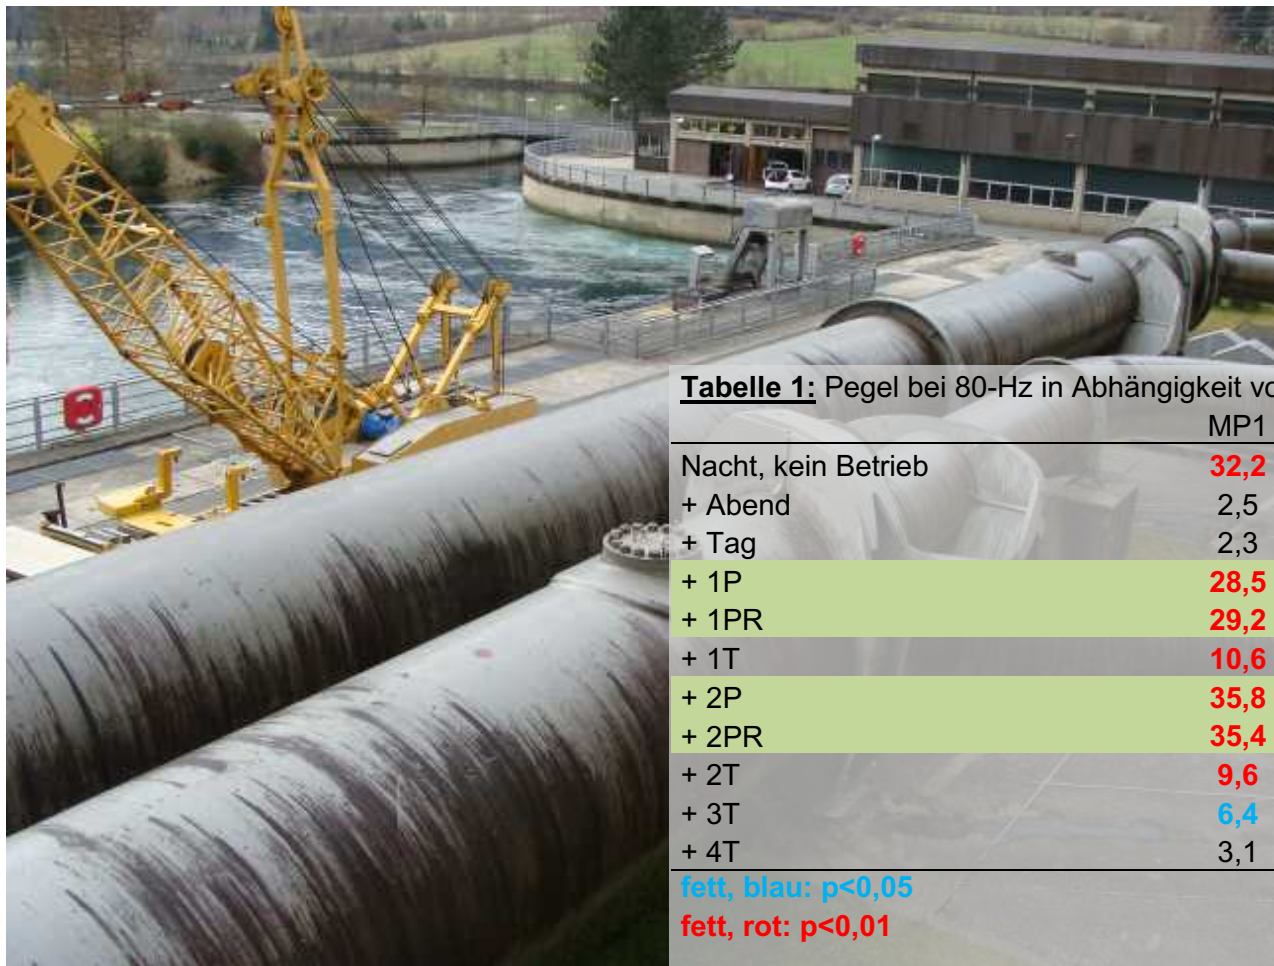 Tabelle 1: Pegel bei 80-Hz in Abhängigkeit vo
MP1
Nacht, kein Betrieb 32,2
+ Abend 2,5
+ Tag 2,3
+ 1P 28,5
+ 1PR 29,2
+ 1T 10,6
+ 2P 35,8
+ 2PR 35,4
+ 2T 9,6
+ 3T 6,4
+ 4T 3,1
fett, blau: p<0,05
fett, rot: p<0,01